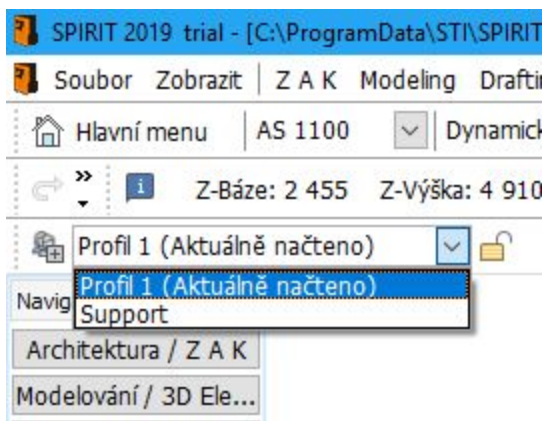 SPIRIT 2019 trial - [C:\ProgramData\STI\SPIRIT
Soubor Zobrazit Z A K Modeling Drafti
Hlavní menu AS 1100 Dynamick
Z-Báze: 2 455 Z-Výška: 4 910
Profil 1 (Aktuálně načteno)
Profil 1 (Aktuálně načteno)
Navig
Support
Architektura / Z A K
Modelování / 3D Ele...